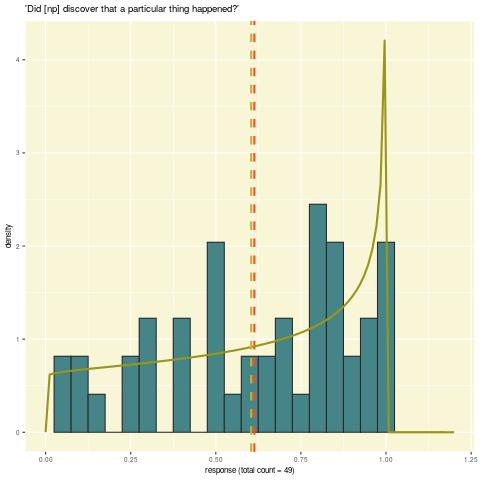 'Did [np] discover that a particular thing happened?'
density
4
3
2
1
0
0.00 0.25 0.50 0.75 1.00 1.25
response (total count = 49)